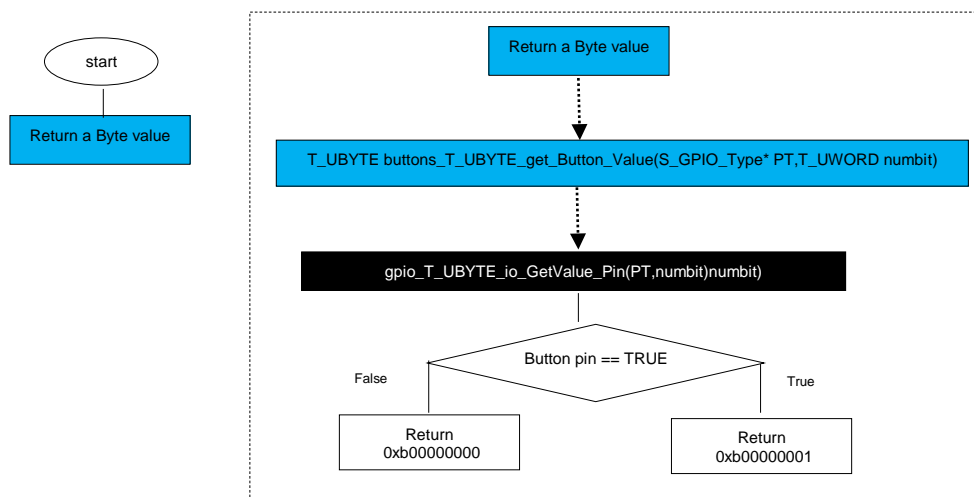 start
Return a Byte value
Return a Byte value
T_UBYTE buttons_T_UBYTE_get_Button_Value(S_GPIO_Type* PT,T_UWORD numbit)
gpio_T_UBYTE_io_GetValue_Pin(PT,numbit)numbit)
Button pin == TRUE
False
True
Return
0xb00000000
Return
0xb00000001